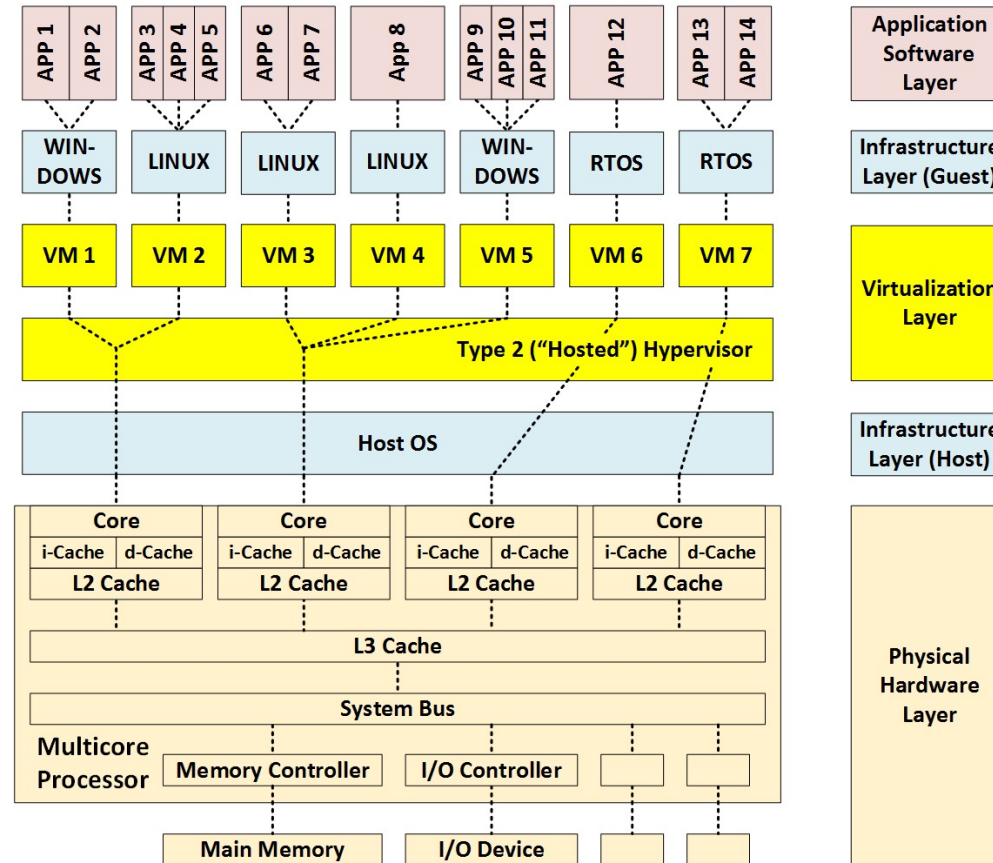 APP 1
APP 2
APP 3
APP 4
APP 5
APP 6
APP 7
App 8
APP 9
APP 10
APP 11
APP 12
APP 13
APP 14
Application
Software
Layer
WIN-
DOWS
LINUX
LINUX
LINUX
WIN-
DOWS
RTOS
RTOS
Infrastructure
Layer (Guest)
VM 1
VM 2
VM 3
VM 4
VM 5
VM 6
VM 7
Virtualization
Layer
Type 2 (“Hosted”) Hypervisor
Host OS
Infrastructure
Layer (Host)
Core
Core
Core
Core
i-Cache
d-Cache
i-Cache
d-Cache
i-Cache
d-Cache
i-Cache
d-Cache
L2 Cache
L2 Cache
L2 Cache
L2 Cache
L3 Cache
System Bus
Physical
Hardware
Layer
Multicore
Processor
Memory Controller
I/O Controller
Main Memory
I/O Device